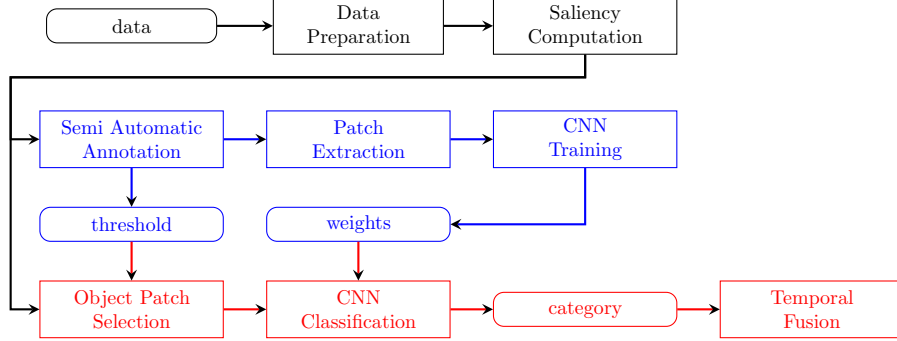 data
Data
Preparation
Saliency
Computation
Semi Automatic
Annotation
Patch
Extraction
CNN
Training
threshold
weights
Object Patch
Selection
CNN
Classification
category
Temporal
Fusion